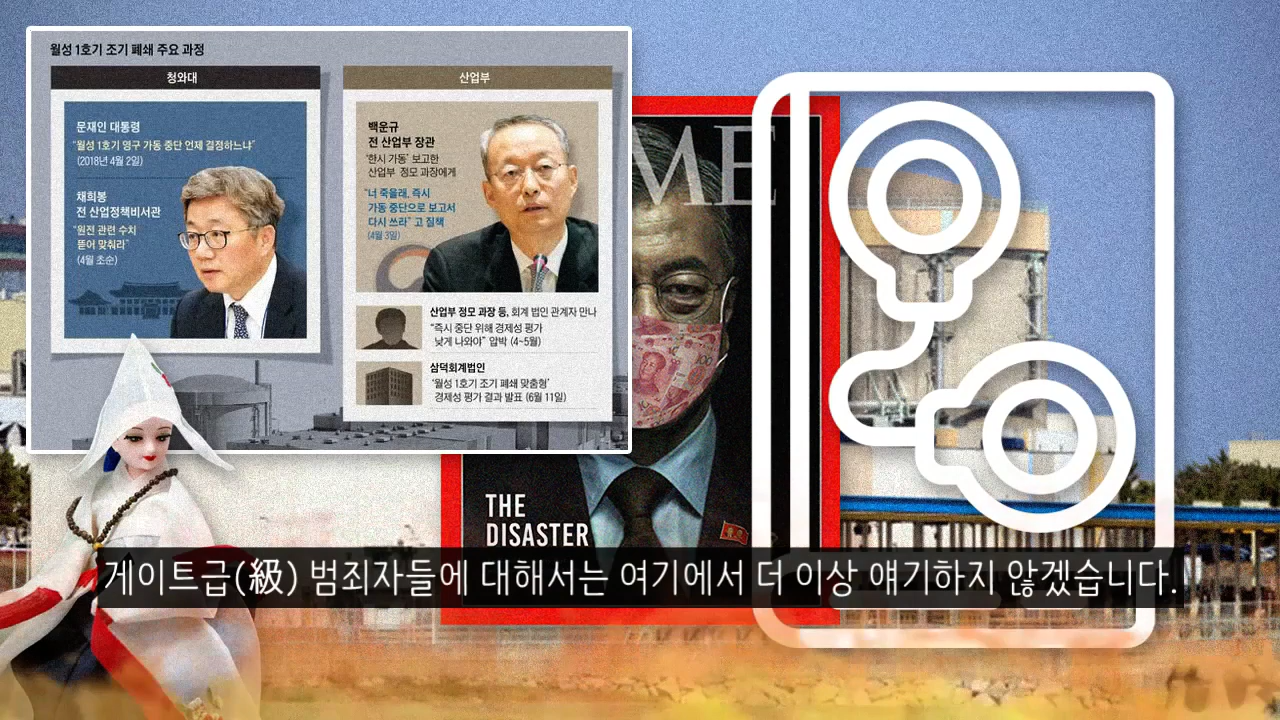 월성 1호기 조기 폐쇄 주요 과정
청와대
문재인 대통령
"월성 1호기 영구 가동 중단 언제 결정하느냐"
(2018년 4월 2일)
채희봉
전 산업정책비서관
"원전 관련 수치
뜯어 맞춰라"
(4월 초순)
산업부
백운규
전 산업부 장관
'한시 가동' 보고한
산업부 정모 과장에게
"너 죽을래, 즉시
가동 중단으로 보고서
다시 쓰라" 고 질책
(4월 3일)
산업부 정모 과장 등, 회계 법인 관계자 만나
"즉시 중단 위해 경제성 평가
낮게 나와야" 압박 (4~5월)
삼덕회계법인
'월성 1호기 조기 폐쇄 맞춤형'
경제성 평가 결과 발표 (6월 11일)
ME
100
THE
DISASTER
게이트급(級) 범죄자들에 대해서는 여기에서 더 이상 얘기하지 않겠습니다.